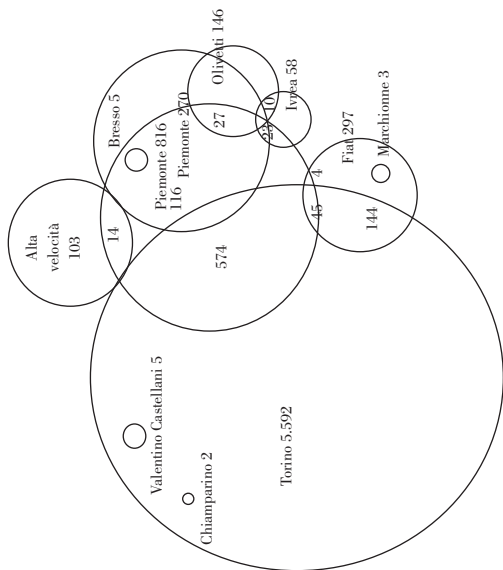 Alta
velocità
103
14
Bresso 5
Piemonte 816
116
Piemonte 270
Olivetti 146
27
10
23
Ivrea 58
574
45
4
Fiat 297
144
Marchionne 3
Valentino Castellani 5
Chiamparino 2
Torino 5.592